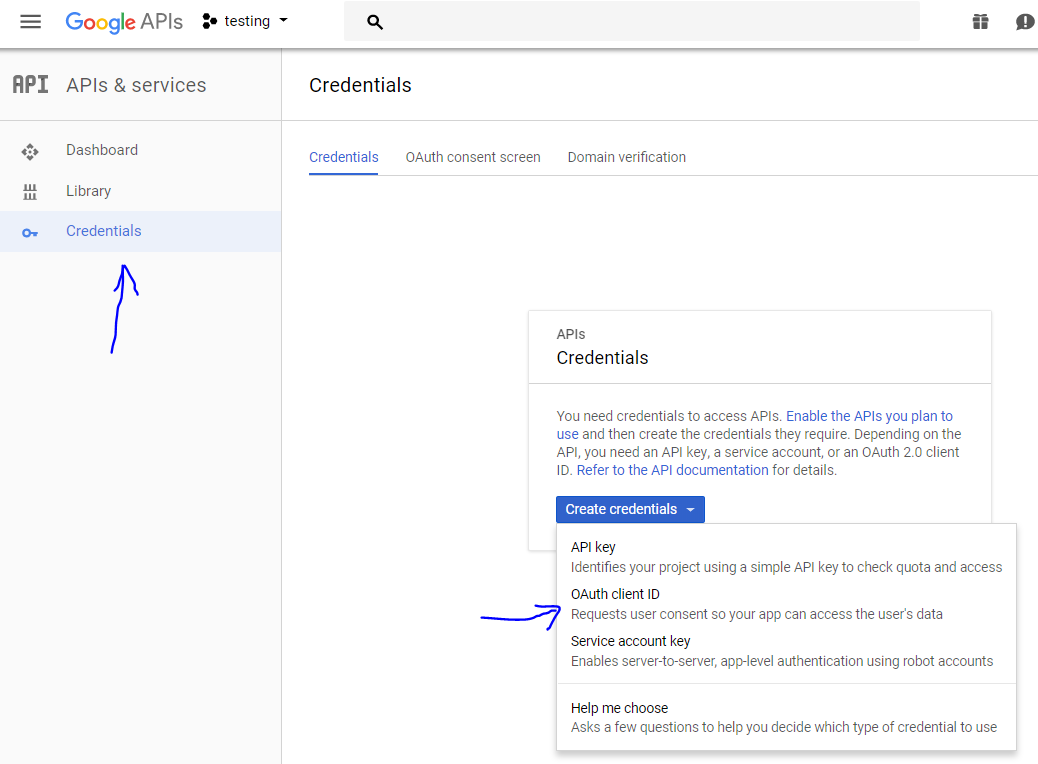 Google APIs testing
API APIs & services
Credentials
Dashboard
Library
Credentials
Credentials OAuth consent screen Domain verification
APIs
Credentials
You need credentials to access APIs. Enable the APIs you plan to
use and then create the credentials they require. Depending on the
API, you need an API key, a service account, or an OAuth 2.0 client
ID. Refer to the API documentation for details.
Create credentials
API key
Identifies your project using a simple API key to check quota and access
OAuth client ID
Requests user consent so your app can access the user's data
Service account key
Enables server-to-server, app-level authentication using robot accounts
Help me choose
Asks a few questions to help you decide which type of credential to use